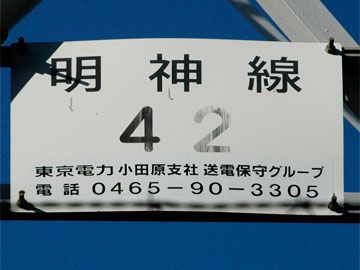 明神線
42
東京電力 小田原支社 送電保守グループ
電話 0465-90-3305